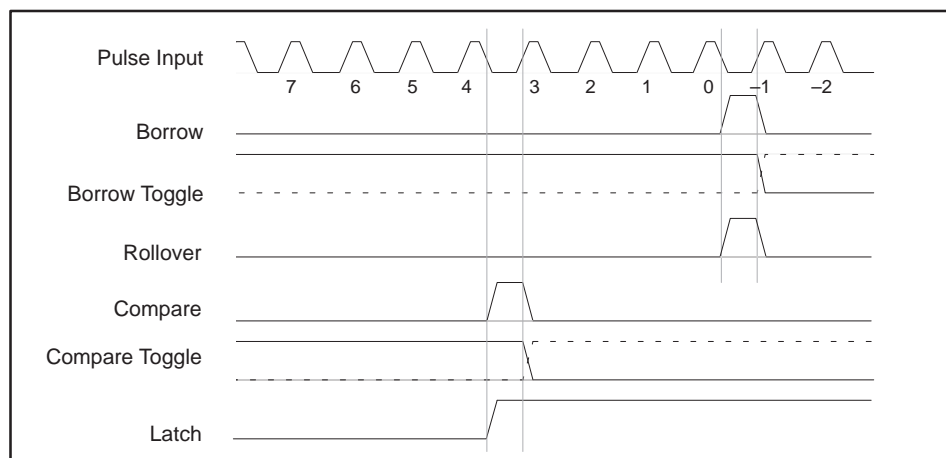 Pulse Input
7 6 5 4 3 2 1 0 –1 –2
Borrow
Borrow Toggle
Rollover
Compare
Compare Toggle
Latch